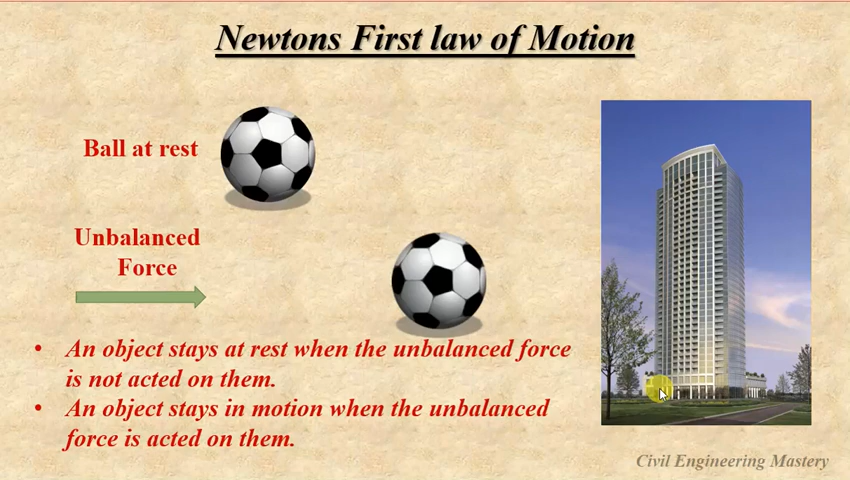 Newtons First law of Motion
Ball at rest
Unbalanced
Force
• An object stays at rest when the unbalanced force
is not acted on them.
• An object stays in motion when the unbalanced
force is acted on them.
Civil Engineering Mastery